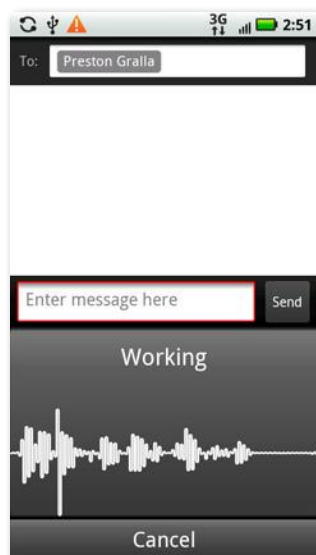 3G 2:51
To: Preston Gralla
Enter message here Send
Working
Cancel